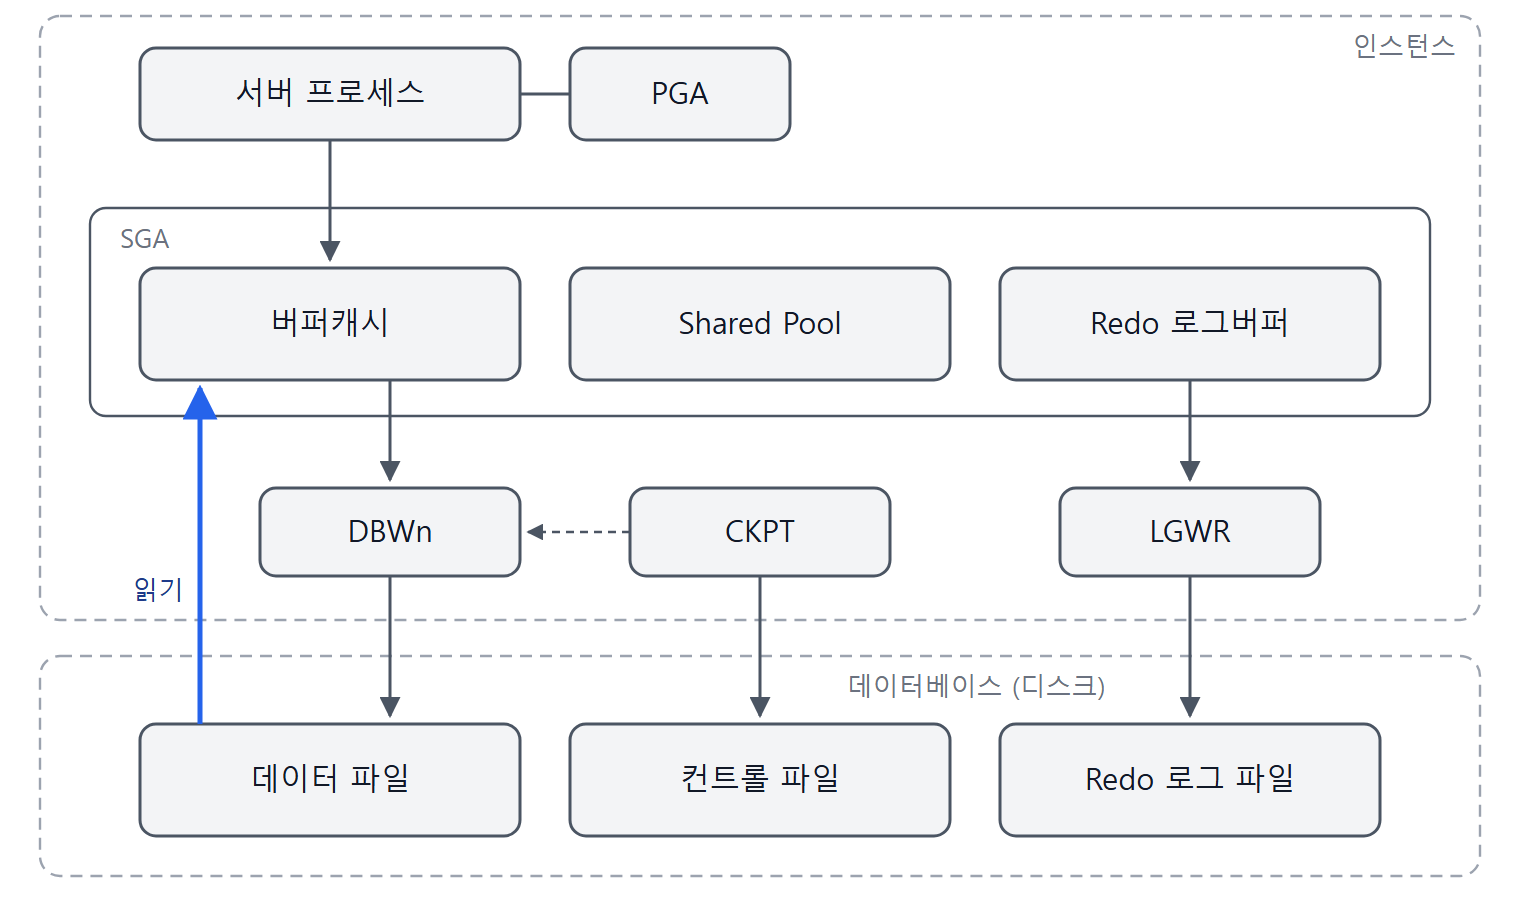 인스턴스
서버 프로세스
PGA
SGA
버퍼캐시
Shared Pool
Redo 로그버퍼
DBWn
CKPT
LGWR
읽기
데이터베이스 (디스크)
데이터 파일
컨트롤 파일
Redo 로그 파일